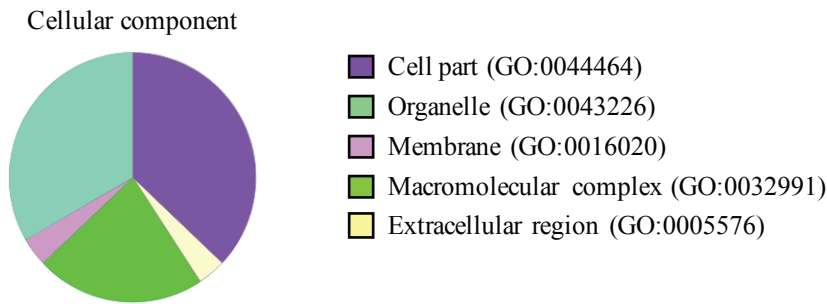 Cellular component
Cell part (GO:0044464)
Organelle (GO:0043226)
Membrane (GO:0016020)
Macromolecular complex (GO:0032991)
Extracellular region (GO:0005576)